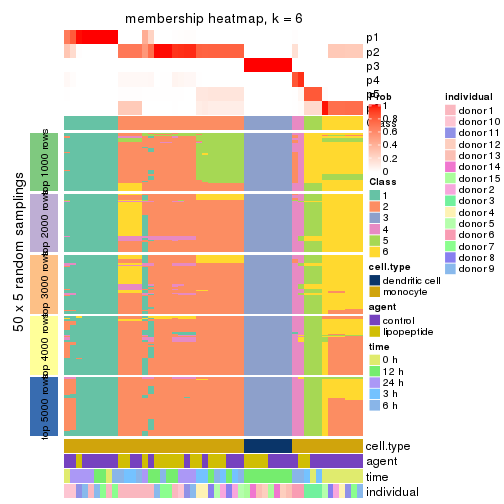 membership heatmap, k = 6
p1
p2
p3
p4
p5
50 x 5 random samplings
top 1000 rows
top 2000 rows
top 3000 rows
top 4000 rows
top 5000 rows
cell.type
agent
time
individual
Prob
1
0.8
0.6
0.4
0.2
0
Class
1
2
3
4
5
6
cell.type
dendritic cell
monocyte
agent
control
lipopeptide
time
0 h
12 h
24 h
3 h
6 h
individual
donor 1
donor 10
donor 11
donor 12
donor 13
donor 14
donor 15
donor 2
donor 3
donor 4
donor 5
donor 6
donor 7
donor 8
donor 9